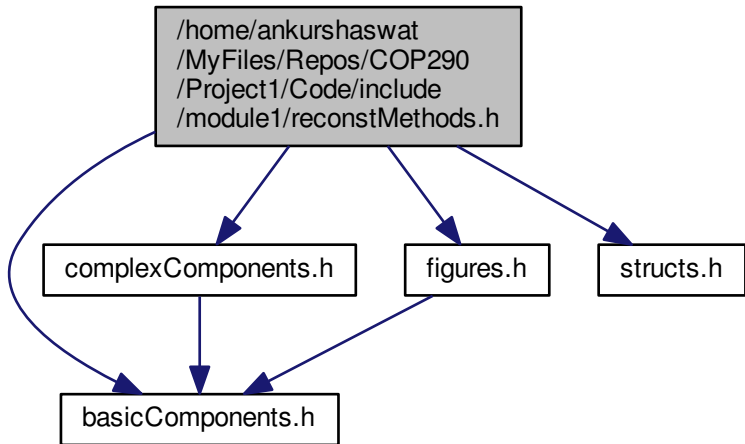 /home/ankurshaswat
/MyFiles/Repos/COP290
/Project1/Code/include
/module1/reconstMethods.h
complexComponents.h
figures.h
structs.h
basicComponents.h